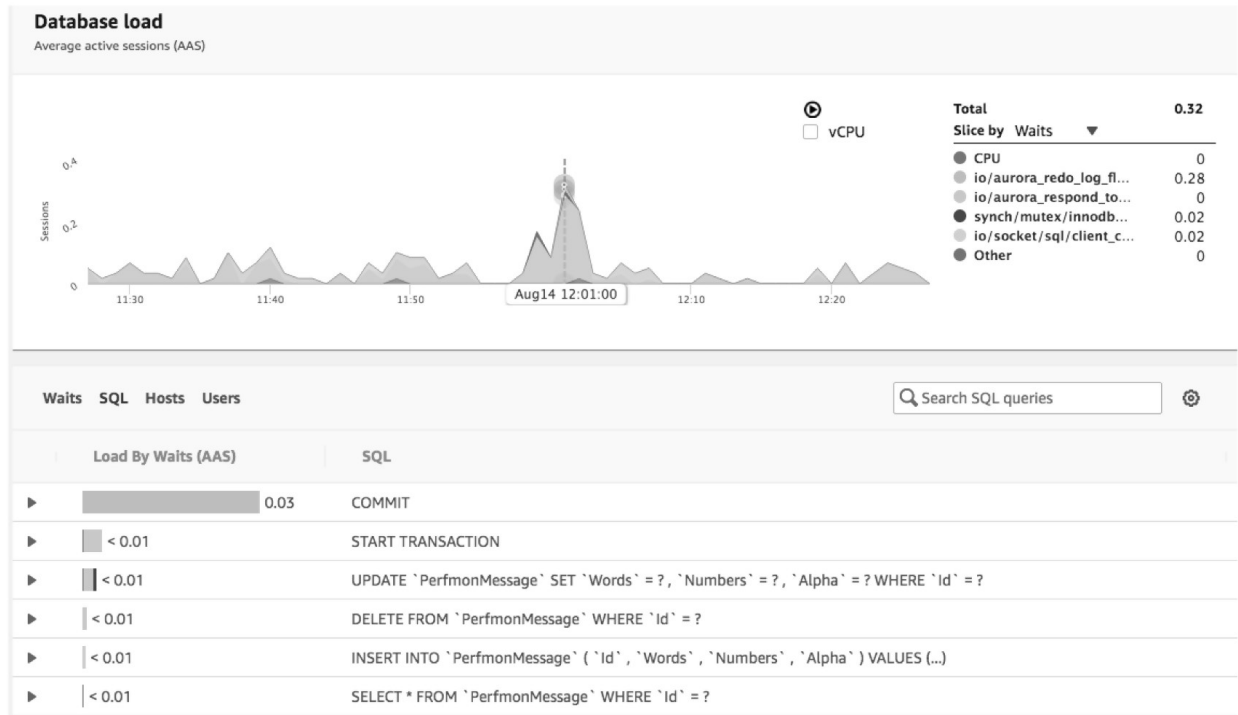 Database load
Average active sessions (AAS)
vCPU
Total 0.32
Slice by Waits
CPU 0
io/aurora_redo_log_fl... 0.28
io/aurora_respond_to... 0
synch/mutex/innodb... 0.02
io/socket/sql/client_c... 0.02
Other 0
Sessions
0.4
0.2
0
11:30 11:40 11:50 Aug14 12:01:00 12:10 12:20
Waits SQL Hosts Users Search SQL queries
Load By Waits (AAS) SQL
0.03 COMMIT
< 0.01 START TRANSACTION
< 0.01 UPDATE `PerfmonMessage` SET `Words` = ? , `Numbers` = ? , `Alpha` = ? WHERE `Id` = ?
< 0.01 DELETE FROM `PerfmonMessage` WHERE `Id` = ?
< 0.01 INSERT INTO `PerfmonMessage` ( `Id` , `Words` , `Numbers` , `Alpha` ) VALUES (...)
< 0.01 SELECT * FROM `PerfmonMessage` WHERE `Id` = ?